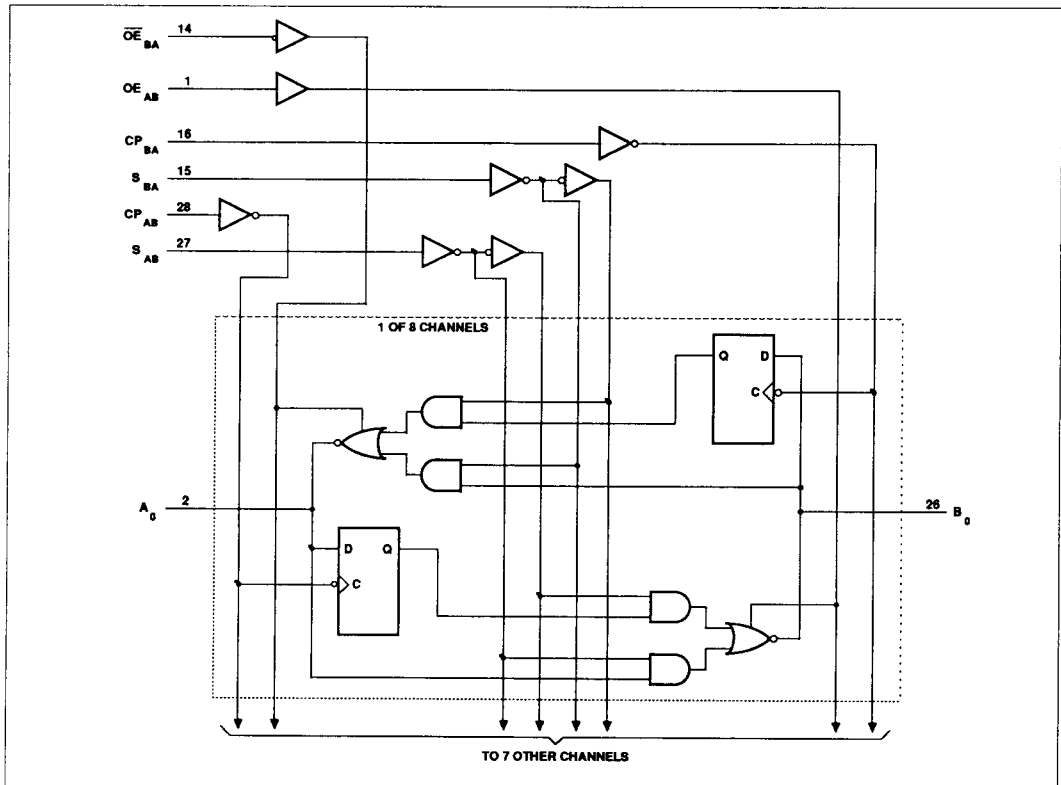 OE BA 14
OE AB 1
CP BA 16
S BA 15
CP AB 28
S AB 27
1 OF 8 CHANNELS
Q D
C
A 0 2
26 B 0
D Q
C
TO 7 OTHER CHANNELS